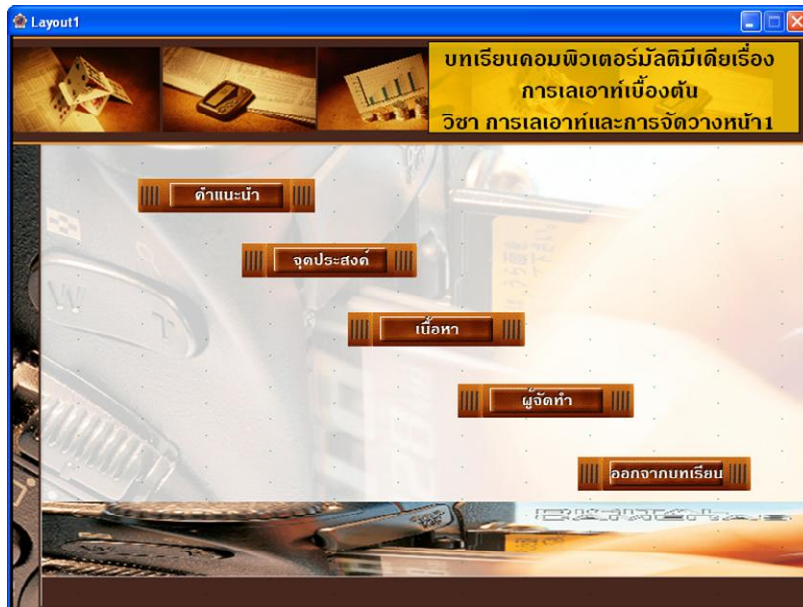 Layout1
บทเรียนคอมพิวเตอร์มัลติมีเดียเรื่อง
การเลเอาท์เบื้องต้น
วิชา การเลเอาท์และการจัดวางหน้า1
คำแนะนำ
จุดประสงค์
เนื้อหา
ผู้จัดทำ
ออกจากบทเรียน